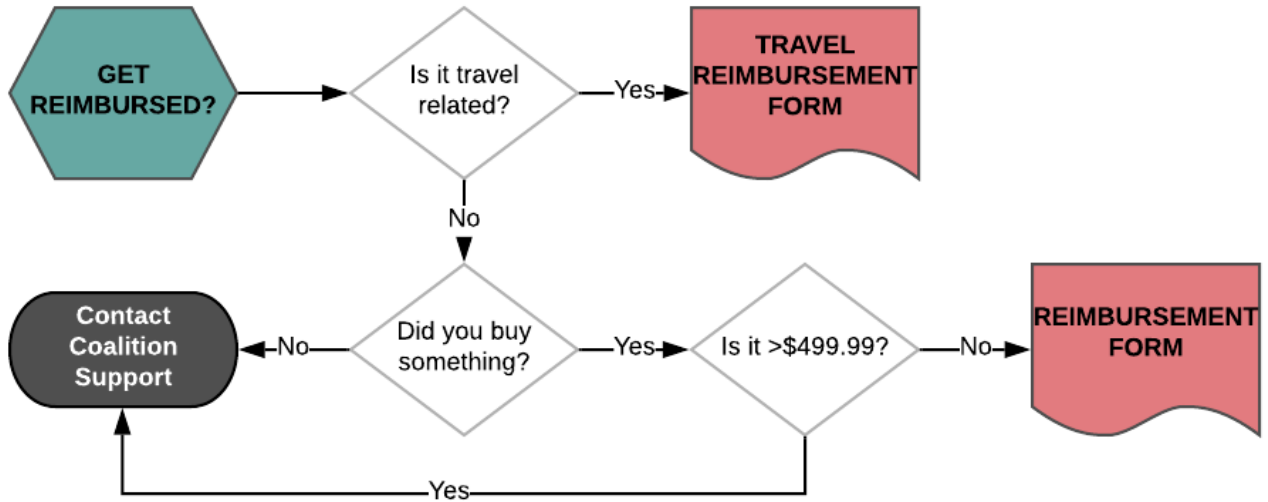 GET
REIMBURSED?
Is it travel
related?
Yes
TRAVEL
REIMBURSEMENT
FORM
No
Contact
Coalition
Support
No
Did you buy
something?
Yes
Is it >$499.99?
No
REIMBURSEMENT
FORM
Yes